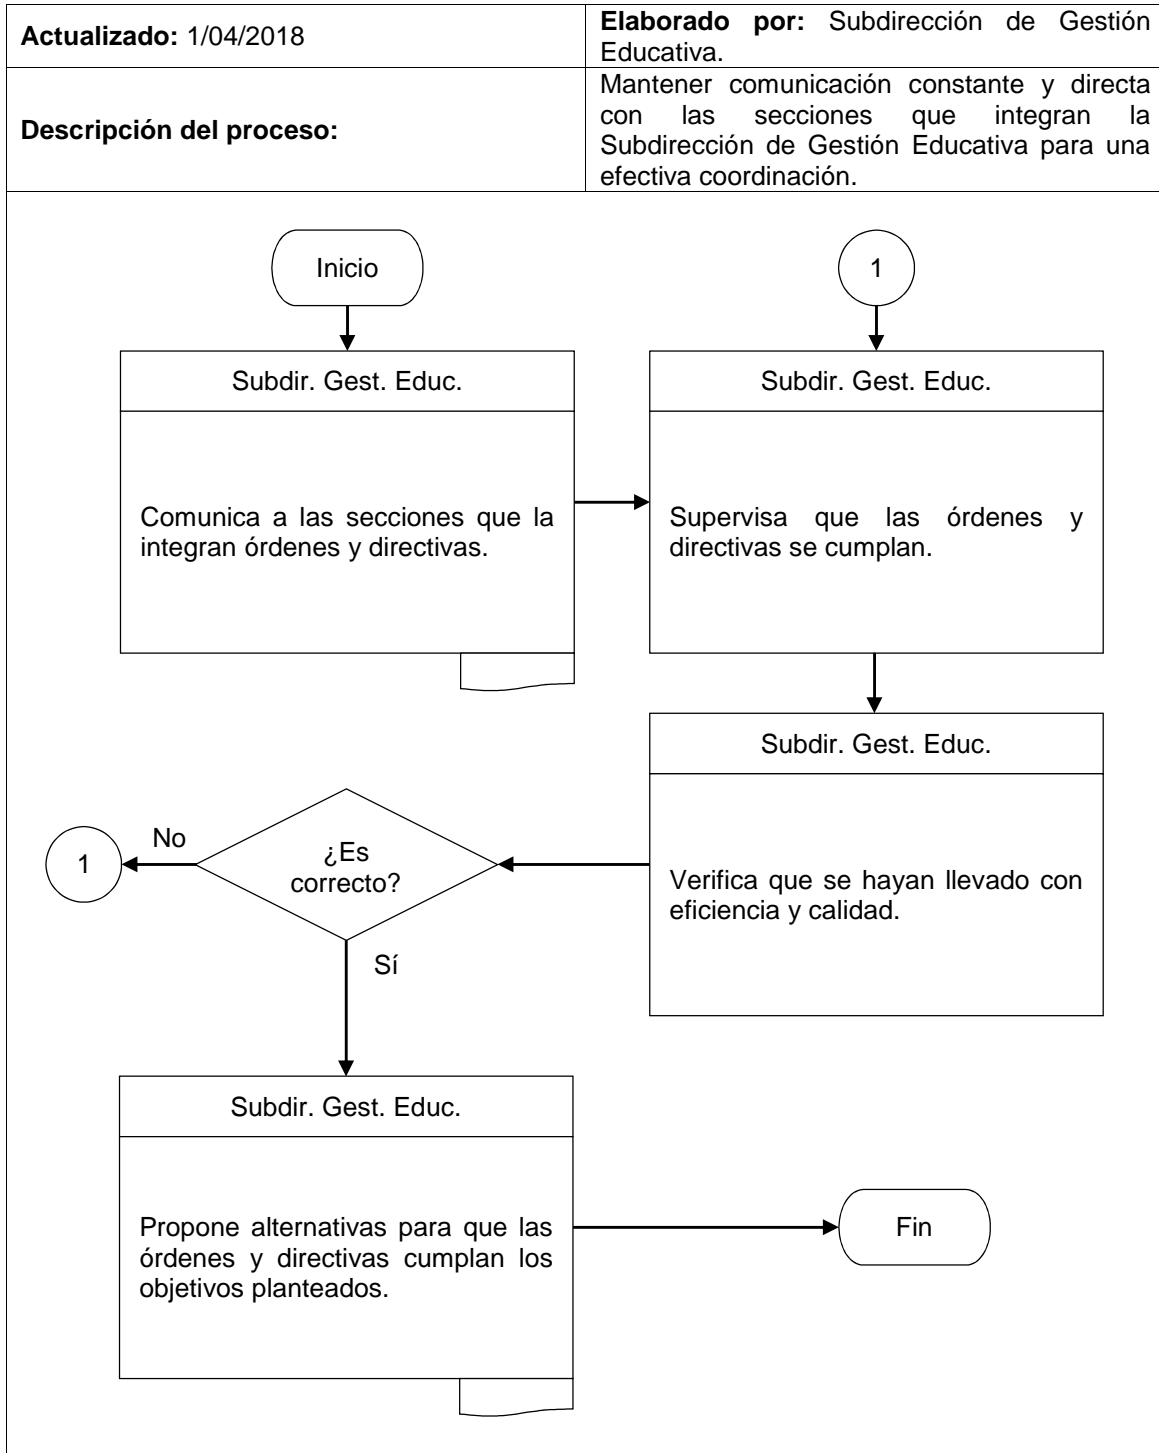 Actualizado: 1/04/2018
Elaborado por: Subdirección de Gestión
Educativa.
Descripción del proceso:
Mantener comunicación constante y directa
con las secciones que integran la
Subdirección de Gestión Educativa para una
efectiva coordinación.
Inicio
1
Subdir. Gest. Educ.
Comunica a las secciones que la
integran órdenes y directivas.
Subdir. Gest. Educ.
Supervisa que las órdenes y
directivas se cumplan.
Subdir. Gest. Educ.
Verifica que se hayan llevado con
eficiencia y calidad.
¿Es
correcto?
No
1
Sí
Subdir. Gest. Educ.
Propone alternativas para que las
órdenes y directivas cumplan los
objetivos planteados.
Fin